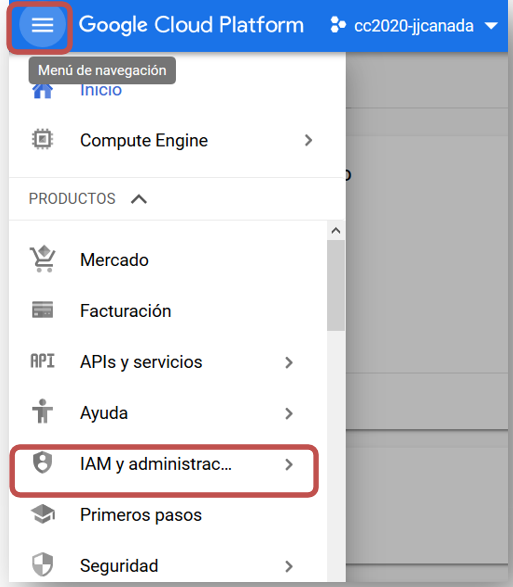 Google Cloud Platform cc2020-jjcanada
Menú de navegación
Inicio
Compute Engine
PRODUCTOS
Mercado
Facturación
API APIs y servicios
Ayuda
IAM y administrac...
Primeros pasos
Seguridad